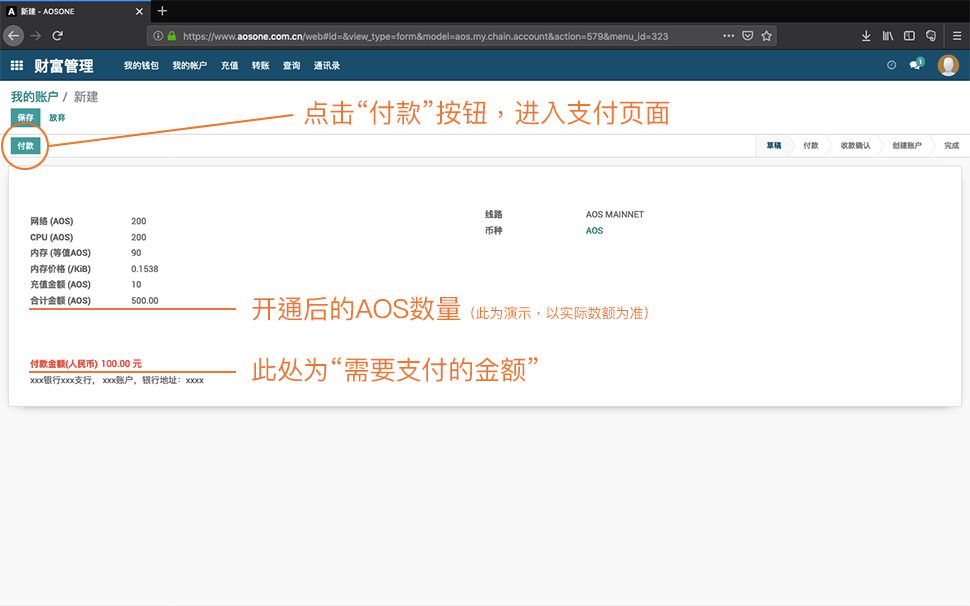 新建 - AOSONE
https://www.aosone.com.cn/web#id=&view_type=form&model=aos.my.chain.account&action=579&menu_id=323
财富管理 我的钱包 我的帐户 充值 转账 查询 通讯录 1
我的账户 / 新建
保存 放弃
点击“付款”按钮，进入支付页面
付款 草稿 付款 收款确认 创建账户 完成
网络 (AOS) 200
CPU (AOS) 200
内存 (等值AOS) 90
内存价格 (/KiB) 0.1538
充值金额 (AOS) 10
合计金额 (AOS) 500.00
线路 AOS MAINNET
币种 AOS
开通后的AOS数量（此为演示，以实际数额为准）
付款金额(人民币) 100.00 元
此处为“需要支付的金额”
xxx银行xxx支行， xxx账户，银行地址：xxxx